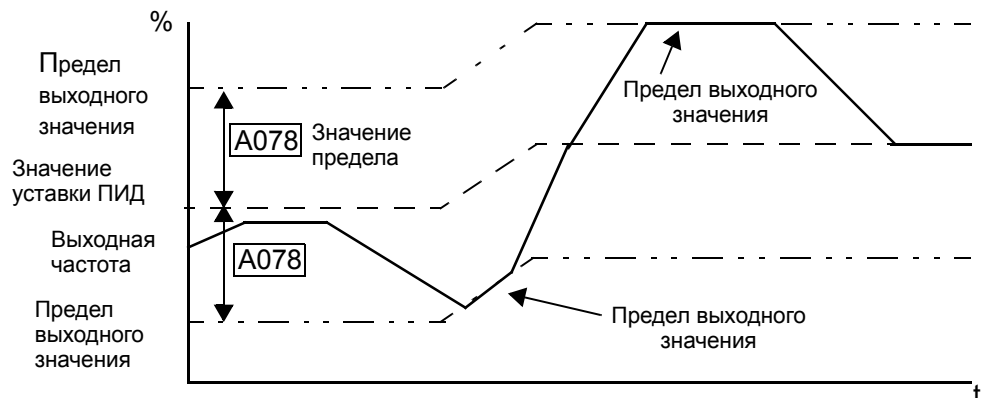 %
Предел
выходного
значения
A078
Значение
предела
Предел выходного
значения
Значение
уставки ПИД
Выходная
частота
A078
Предел
выходного
значения
Предел выходного
значения
t